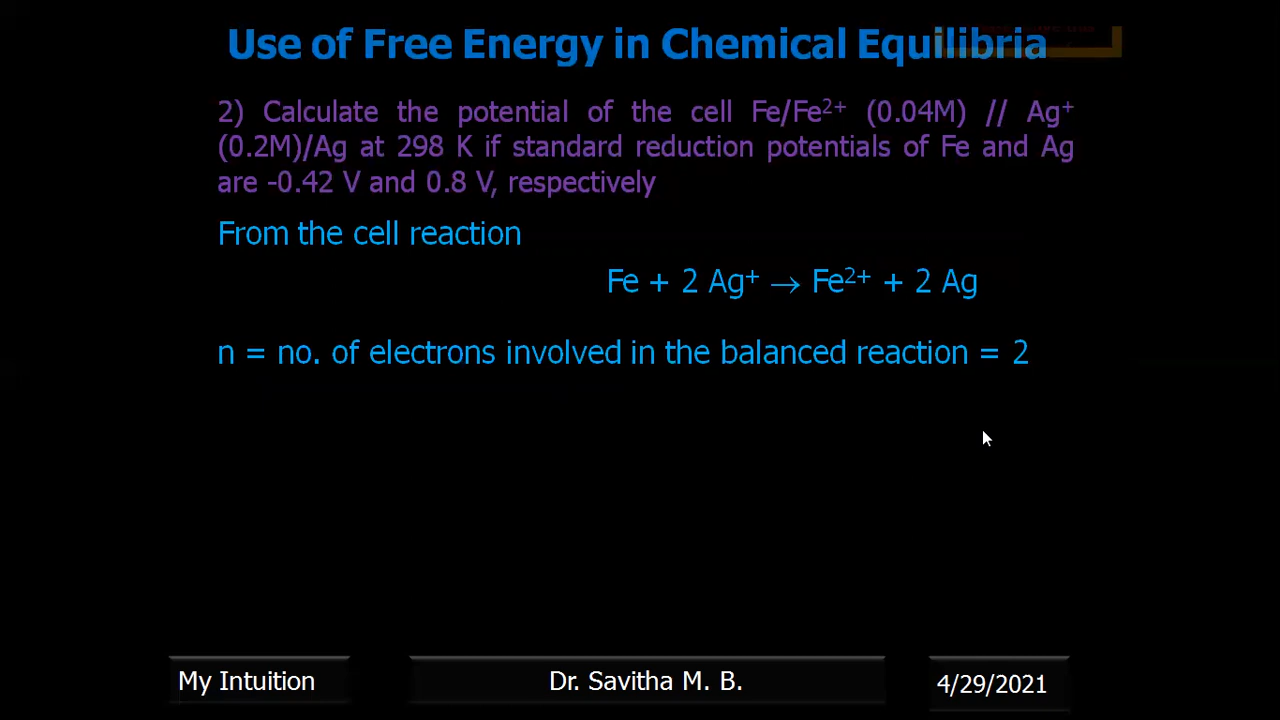 Use of Free Energy in Chemical Equilibria
2) Calculate the potential of the cell Fe/Fe²⁺ (0.04M) // Ag⁺
(0.2M)/Ag at 298 K if standard reduction potentials of Fe and Ag
are -0.42 V and 0.8 V, respectively
From the cell reaction
Fe + 2 Ag⁺ → Fe²⁺ + 2 Ag
n = no. of electrons involved in the balanced reaction = 2
My Intuition
Dr. Savitha M. B.
4/29/2021